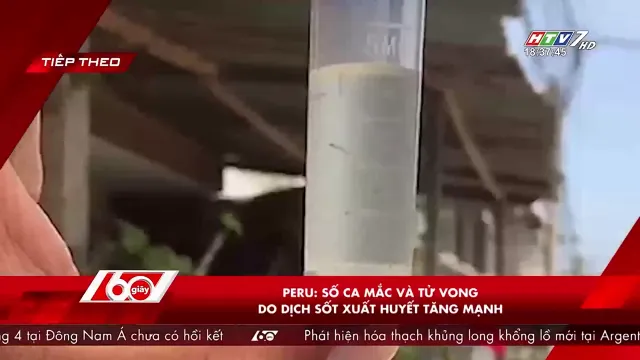 TIẾP THEO
HTV7 HD
18:37:45
5M
60 giây
PERU: SỐ CA MẮC VÀ TỬ VONG
DO DỊCH SỐT XUẤT HUYẾT TĂNG MẠNH
g 4 tại Đông Nam Á chưa có hồi kết 60 Phát hiện hóa thạch khủng long khổng lồ mới tại Argent